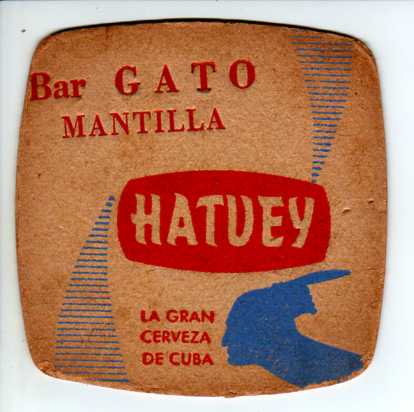 Bar GATO
MANTILLA
HATUEY
LA GRAN
CERVEZA
DE CUBA